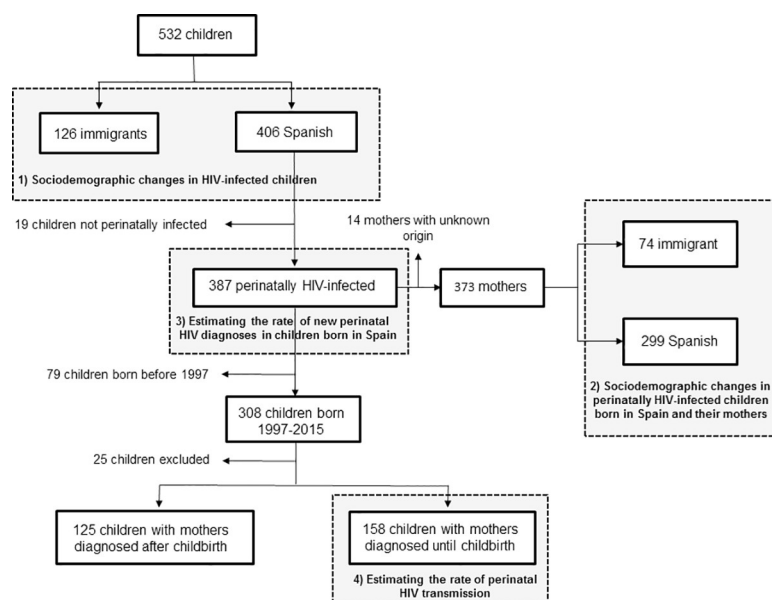 532 children
126 immigrants
406 Spanish
1) Sociodemographic changes in HIV-infected children
19 children not perinatally infected
14 mothers with unknown
origin
74 immigrant
387 perinatally HIV-infected
373 mothers
3) Estimating the rate of new perinatal
HIV diagnoses in children born in Spain
299 Spanish
79 children born before 1997
2) Sociodemographic changes in
perinatally HIV-infected children
born in Spain and their mothers
308 children born
1997-2015
25 children excluded
125 children with mothers
diagnosed after childbirth
158 children with mothers
diagnosed until childbirth
4) Estimating the rate of perinatal
HIV transmission